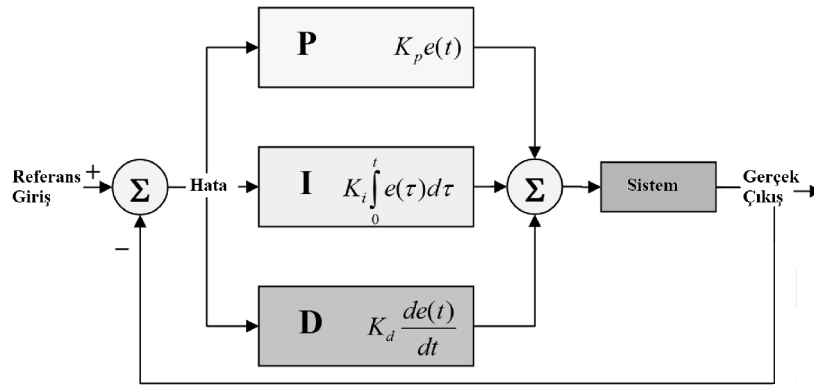 P K_p e(t)
Referans
Giriş
+
Σ
−
Hata
I K_i ∫_0^t e(τ)dτ
Σ
Sistem
Gerçek
Çıkış
D K_d de(t)/dt